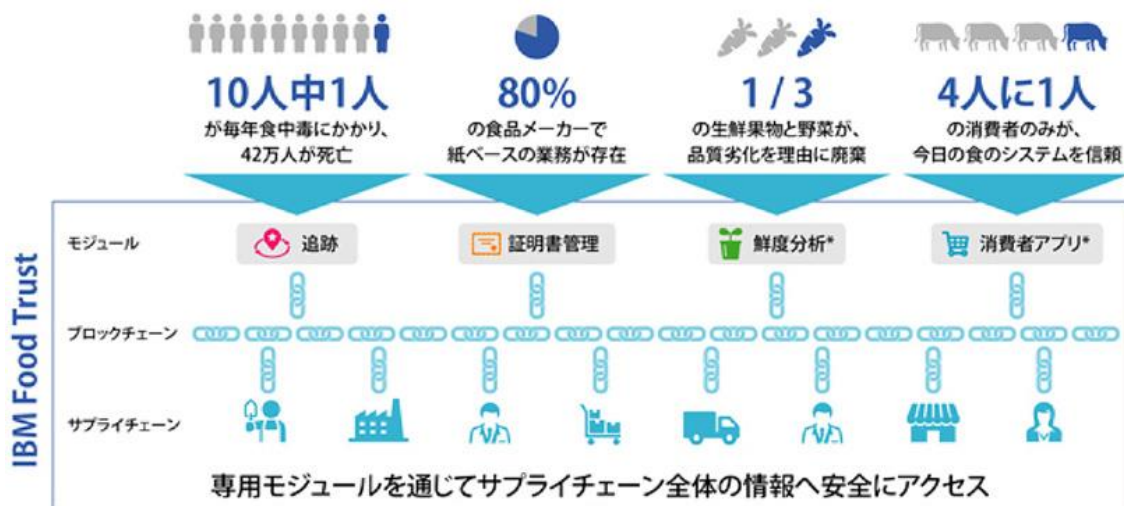 10人中1人
が毎年食中毒にかかり、
42万人が死亡
80%
の食品メーカーで
紙ベースの業務が存在
1 / 3
の生鮮果物と野菜が、
品質劣化を理由に廃棄
4人に1人
の消費者のみが、
今日の食のシステムを信頼
IBM Food Trust
モジュール
追跡
証明書管理
鮮度分析*
消費者アプリ*
ブロックチェーン
サプライチェーン
専用モジュールを通じてサプライチェーン全体の情報へ安全にアクセス